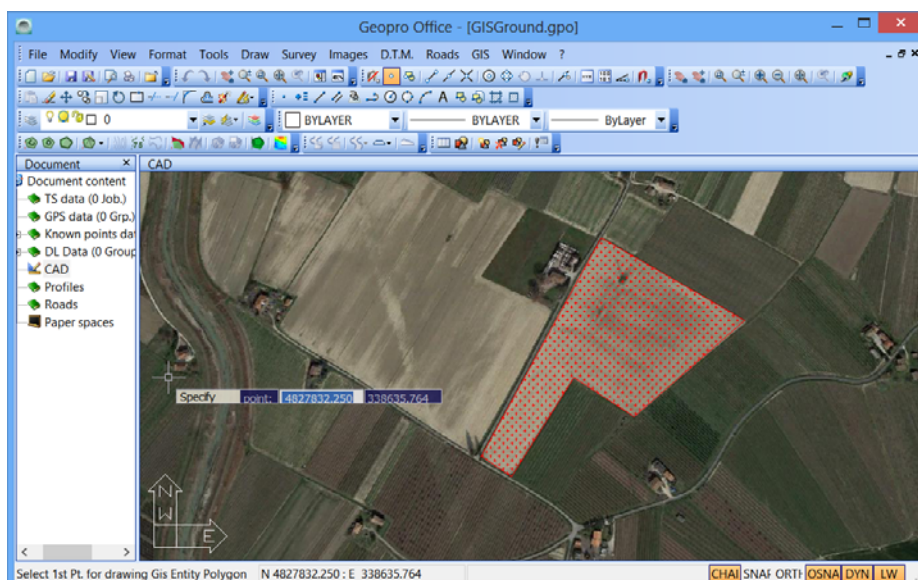 Geopro Office - [GISGround.gpo]
File Modify View Format Tools Draw Survey Images D.T.M. Roads GIS Window ?
0 BYLAYER BYLAYER ByLayer
Document
CAD
Document content
TS data (0 Job.)
GPS data (0 Grp.)
Known points dat
DL Data (0 Group
CAD
Profiles
Roads
Paper spaces
Specify point: 4827832.250 338635.764
N
W
E
Select 1st Pt. for drawing Gis Entity Polygon N 4827832.250 : E 338635.764 CHAI SNAF ORTH OSNA DYN LW